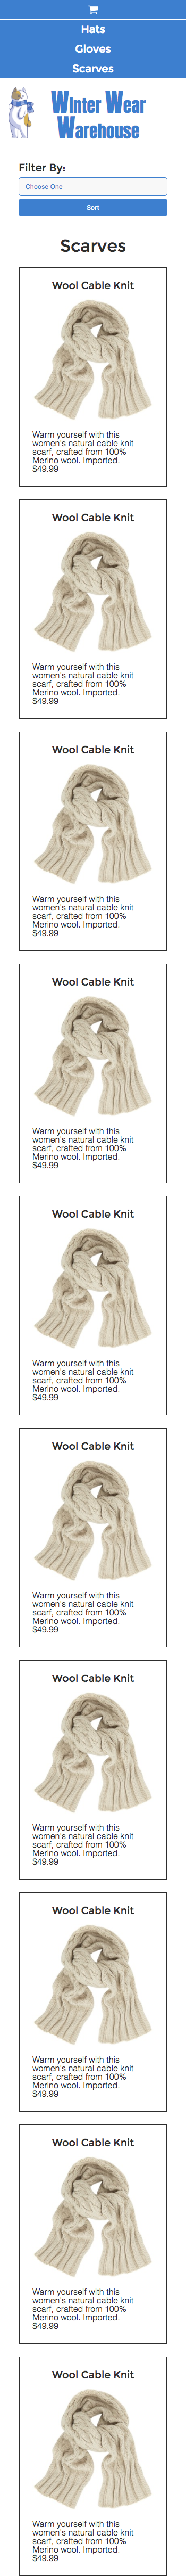 Hats
Gloves
Scarves
Winter Wear
Warehouse
Filter By:
Choose One
Sort
Scarves
Wool Cable Knit
Warm yourself with this
women's natural cable knit
scarf, crafted from 100%
Merino wool. Imported.
$49.99
Wool Cable Knit
Warm yourself with this
women's natural cable knit
scarf, crafted from 100%
Merino wool. Imported.
$49.99
Wool Cable Knit
Warm yourself with this
women's natural cable knit
scarf, crafted from 100%
Merino wool. Imported.
$49.99
Wool Cable Knit
Warm yourself with this
women's natural cable knit
scarf, crafted from 100%
Merino wool. Imported.
$49.99
Wool Cable Knit
Warm yourself with this
women's natural cable knit
scarf, crafted from 100%
Merino wool. Imported.
$49.99
Wool Cable Knit
Warm yourself with this
women's natural cable knit
scarf, crafted from 100%
Merino wool. Imported.
$49.99
Wool Cable Knit
Warm yourself with this
women's natural cable knit
scarf, crafted from 100%
Merino wool. Imported.
$49.99
Wool Cable Knit
Warm yourself with this
women's natural cable knit
scarf, crafted from 100%
Merino wool. Imported.
$49.99
Wool Cable Knit
Warm yourself with this
women's natural cable knit
scarf, crafted from 100%
Merino wool. Imported.
$49.99
Wool Cable Knit
Warm yourself with this
women's natural cable knit
scarf, crafted from 100%
Merino wool. Imported.
$49.99